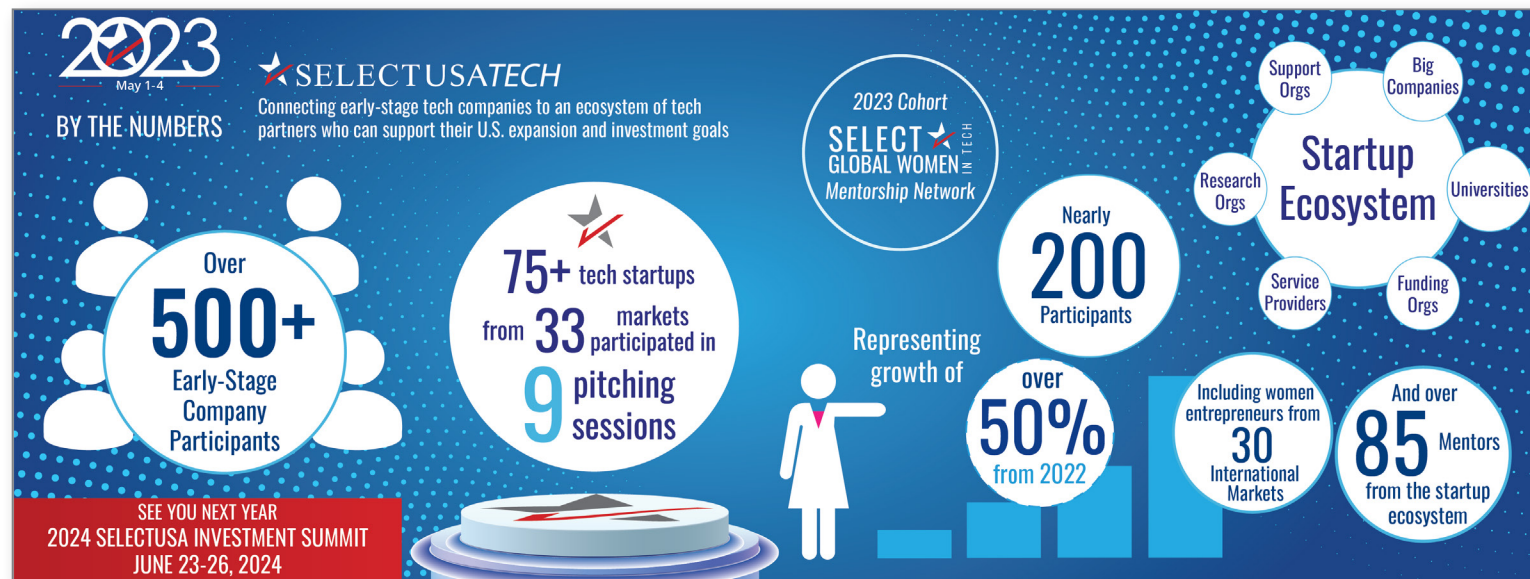 2023
May 1-4
BY THE NUMBERS
SELECTUSATECH
Connecting early-stage tech companies to an ecosystem of tech
partners who can support their U.S. expansion and investment goals
Over
500+
Early-Stage
Company
Participants
75+ tech startups
from 33 markets
participated in
9 pitching
sessions
2023 Cohort
SELECT
GLOBAL WOMEN
IN TECH
Mentorship Network
Nearly
200
Participants
Representing
growth of
over
50%
from 2022
Including women
entrepreneurs from
30
International
Markets
And over
85 Mentors
from the startup
ecosystem
Startup
Ecosystem
Support
Orgs
Big
Companies
Research
Orgs
Universities
Service
Providers
Funding
Orgs
SEE YOU NEXT YEAR
2024 SELECTUSA INVESTMENT SUMMIT
JUNE 23-26, 2024